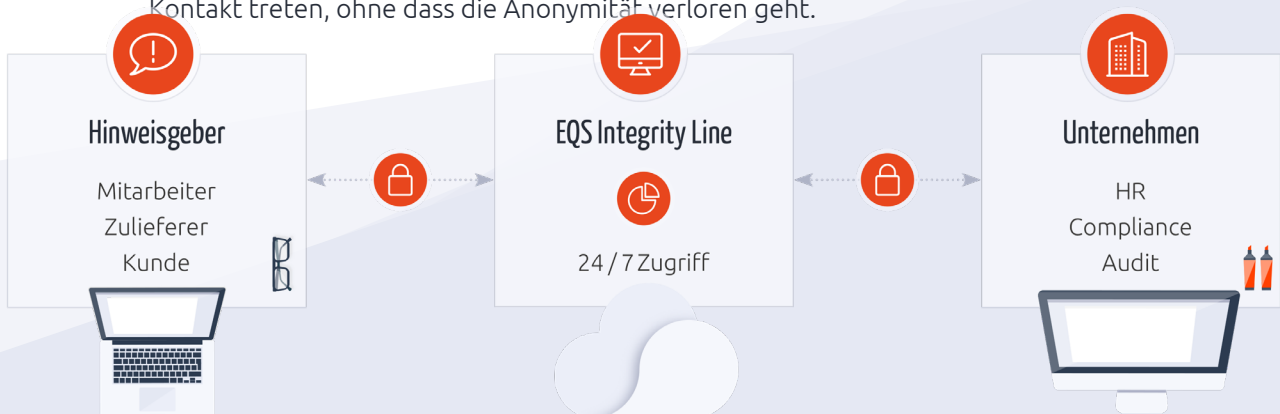 Kontakt treten, ohne dass die Anonymität verloren geht.
Hinweisgeber
Mitarbeiter
Zulieferer
Kunde
EQS Integrity Line
24 / 7 Zugriff
Unternehmen
HR
Compliance
Audit